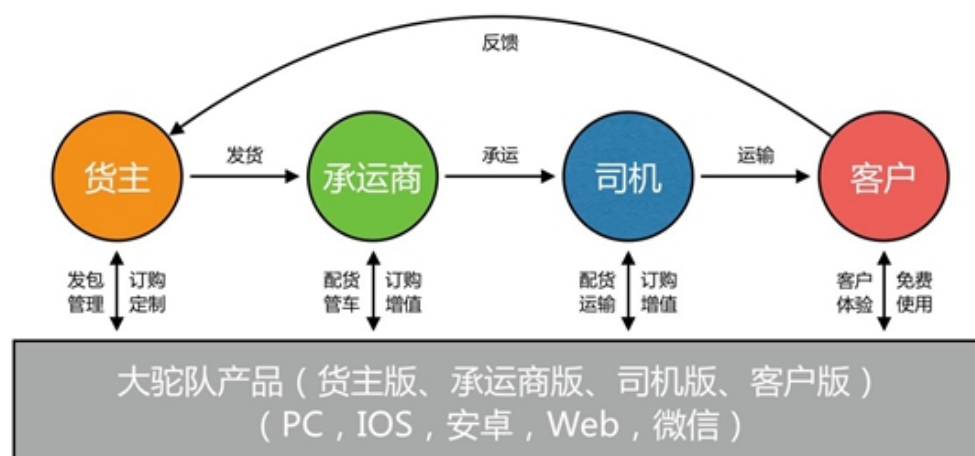 反馈
发货
承运
运输
货主
承运商
司机
客户
发包
管理
订购
定制
配货
管车
订购
增值
配货
运输
订购
增值
客户
体验
免费
使用
大驼队产品（货主版、承运商版、司机版、客户版）
（PC，IOS，安卓，Web，微信）